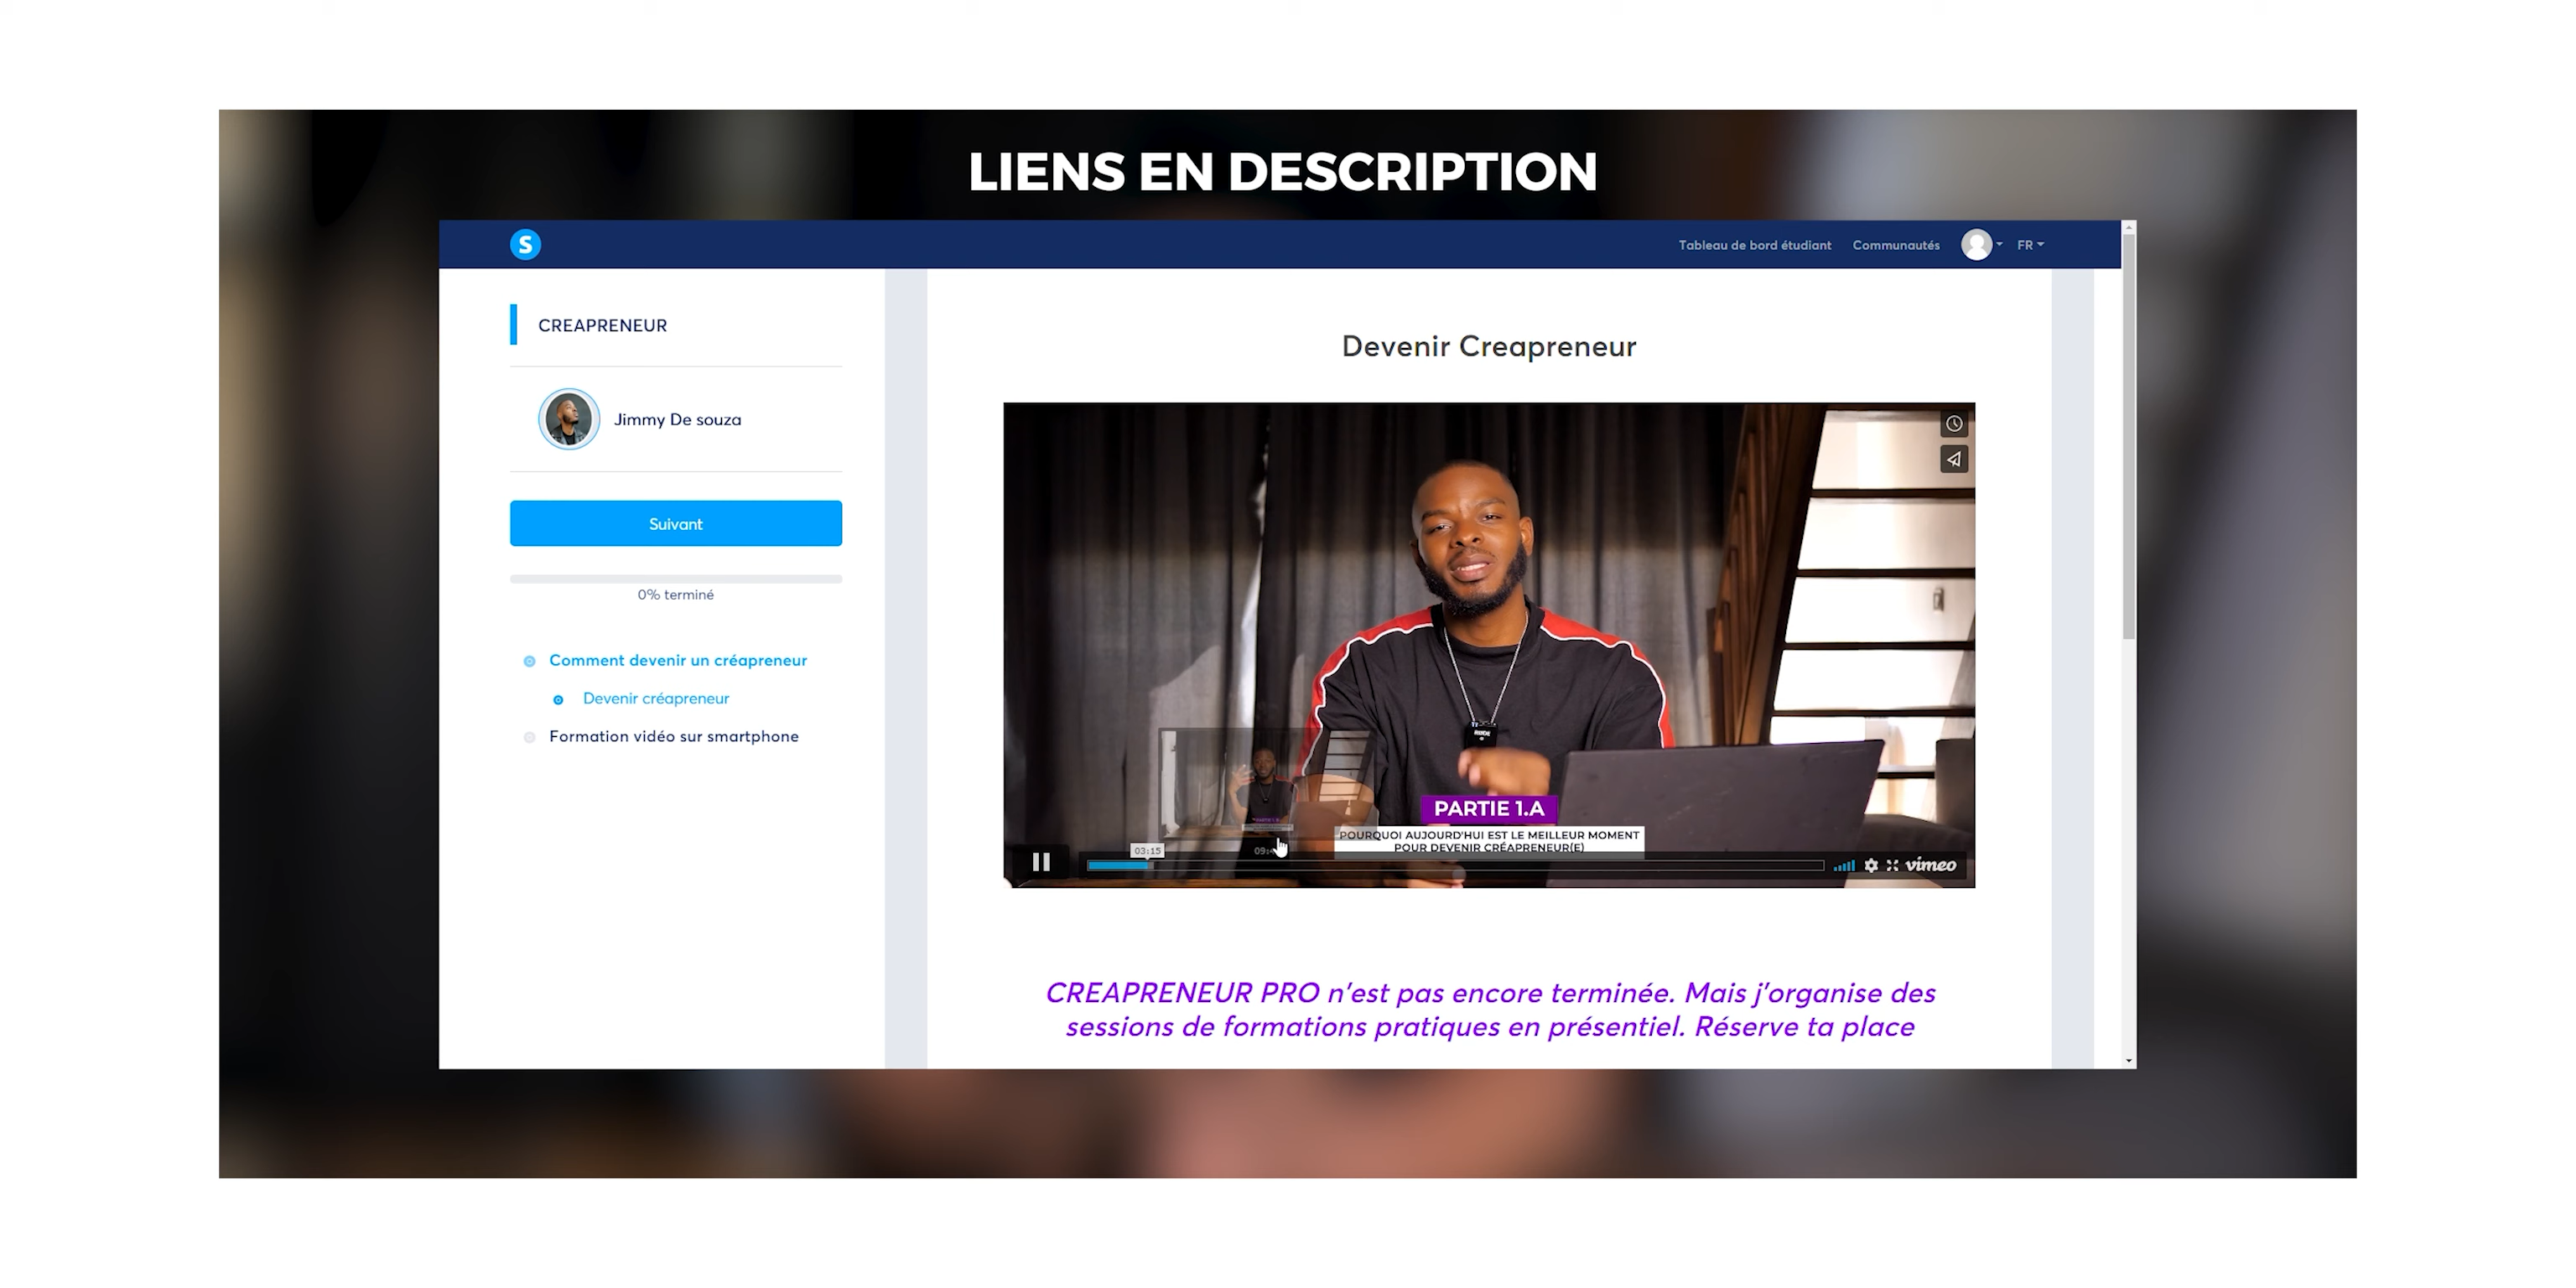 LIENS EN DESCRIPTION
S
Tableau de bord étudiant
Communautés
FR
CREAPRENEUR
Jimmy De souza
Suivant
0% terminé
Comment devenir un créapreneur
Devenir créapreneur
Formation vidéo sur smartphone
Devenir Creapreneur
RØDE
PARTIE 1.A
POURQUOI AUJOURD'HUI EST LE MEILLEUR MOMENT
POUR DEVENIR CRÉAPRENEUR(E)
03:15
vimeo
CREAPRENEUR PRO n'est pas encore terminée. Mais j'organise des
sessions de formations pratiques en présentiel. Réserve ta place